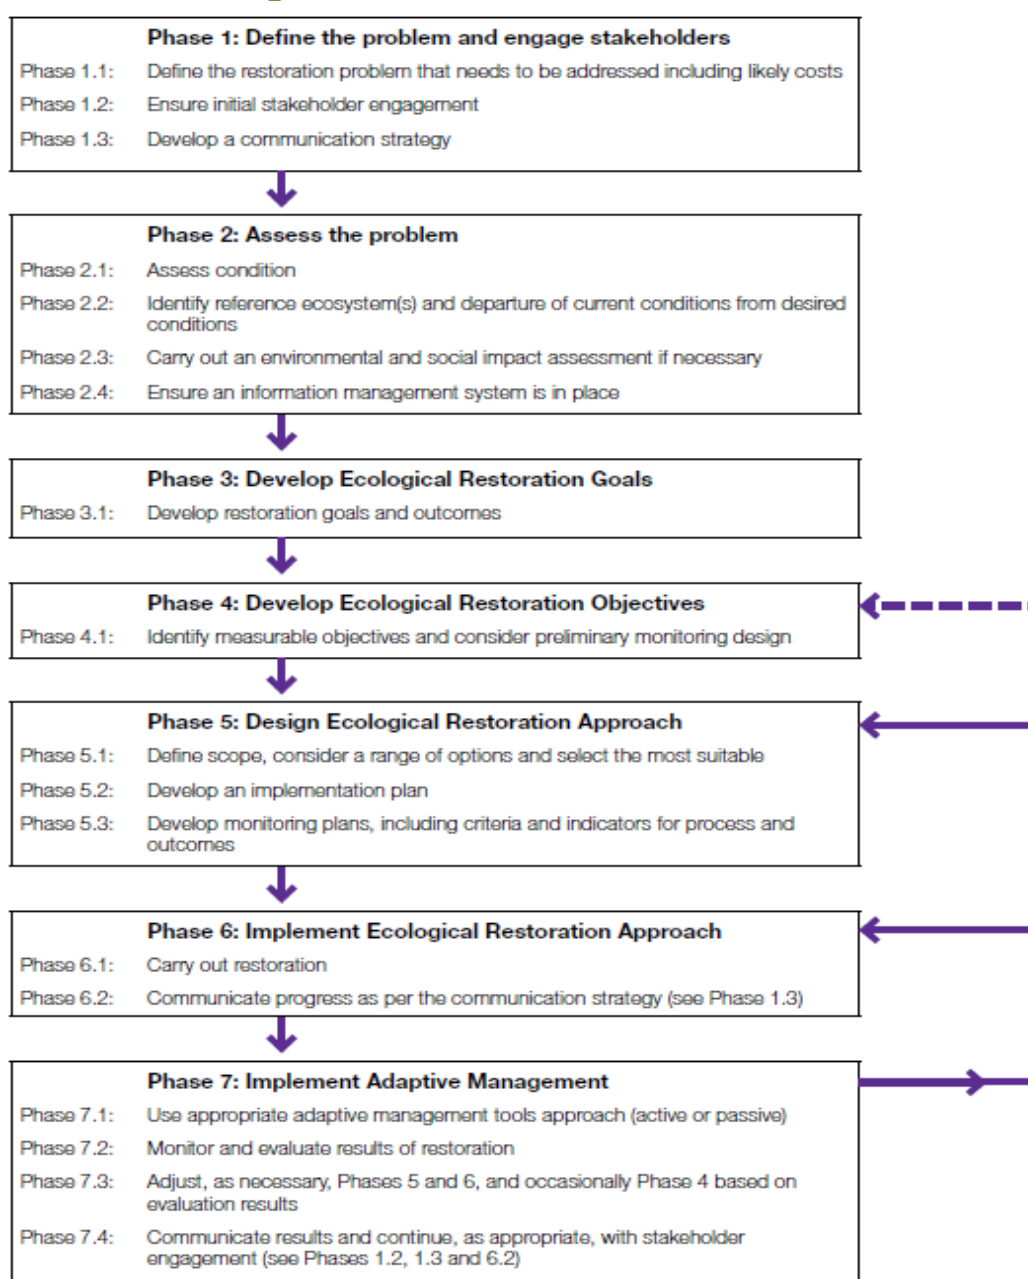 Phase 1: Define the problem and engage stakeholders
Phase 1.1: Define the restoration problem that needs to be addressed including likely costs
Phase 1.2: Ensure initial stakeholder engagement
Phase 1.3: Develop a communication strategy
Phase 2: Assess the problem
Phase 2.1: Assess condition
Phase 2.2: Identify reference ecosystem(s) and departure of current conditions from desired
conditions
Phase 2.3: Carry out an environmental and social impact assessment if necessary
Phase 2.4: Ensure an information management system is in place
Phase 3: Develop Ecological Restoration Goals
Phase 3.1: Develop restoration goals and outcomes
Phase 4: Develop Ecological Restoration Objectives
Phase 4.1: Identify measurable objectives and consider preliminary monitoring design
Phase 5: Design Ecological Restoration Approach
Phase 5.1: Define scope, consider a range of options and select the most suitable
Phase 5.2: Develop an implementation plan
Phase 5.3: Develop monitoring plans, including criteria and indicators for process and
outcomes
Phase 6: Implement Ecological Restoration Approach
Phase 6.1: Carry out restoration
Phase 6.2: Communicate progress as per the communication strategy (see Phase 1.3)
Phase 7: Implement Adaptive Management
Phase 7.1: Use appropriate adaptive management tools approach (active or passive)
Phase 7.2: Monitor and evaluate results of restoration
Phase 7.3: Adjust, as necessary, Phases 5 and 6, and occasionally Phase 4 based on
evaluation results
Phase 7.4: Communicate results and continue, as appropriate, with stakeholder
engagement (see Phases 1.2, 1.3 and 6.2)